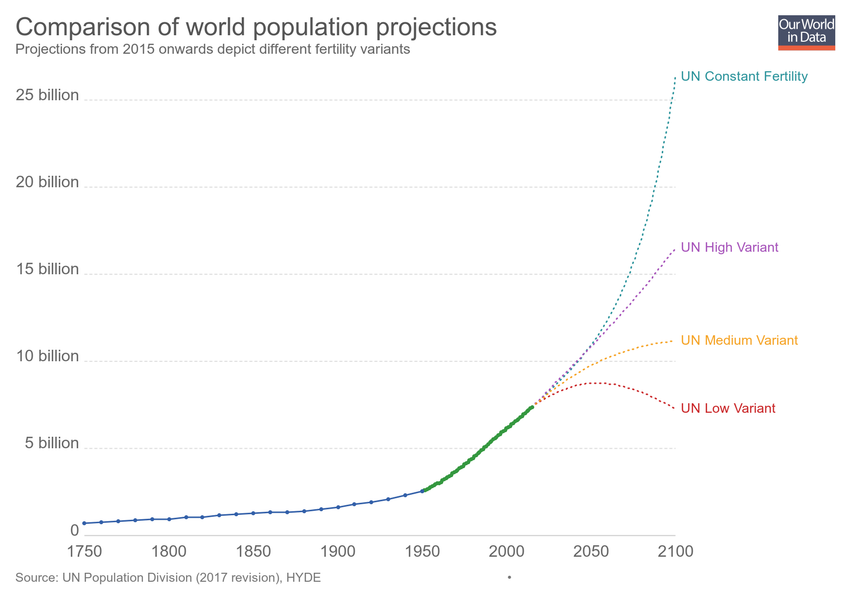 Comparison of world population projections
Projections from 2015 onwards depict different fertility variants
Our World
in Data
UN Constant Fertility
25 billion
20 billion
UN High Variant
15 billion
UN Medium Variant
10 billion
UN Low Variant
5 billion
0
1750 1800 1850 1900 1950 2000 2050 2100
Source: UN Population Division (2017 revision), HYDE